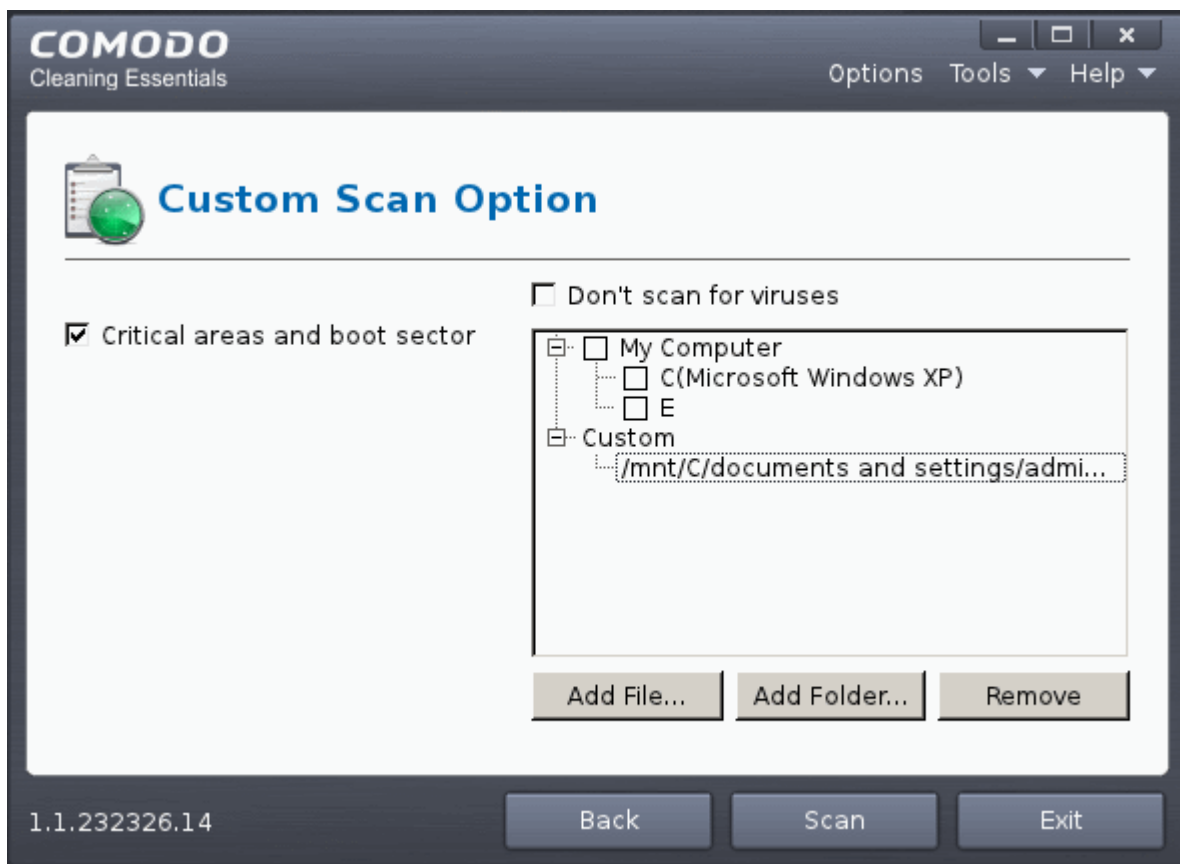 COMODO
Cleaning Essentials
Options Tools Help
Custom Scan Option
Don't scan for viruses
Critical areas and boot sector
My Computer
C(Microsoft Windows XP)
E
Custom
/mnt/C/documents and settings/admi...
Add File... Add Folder... Remove
1.1.232326.14 Back Scan Exit